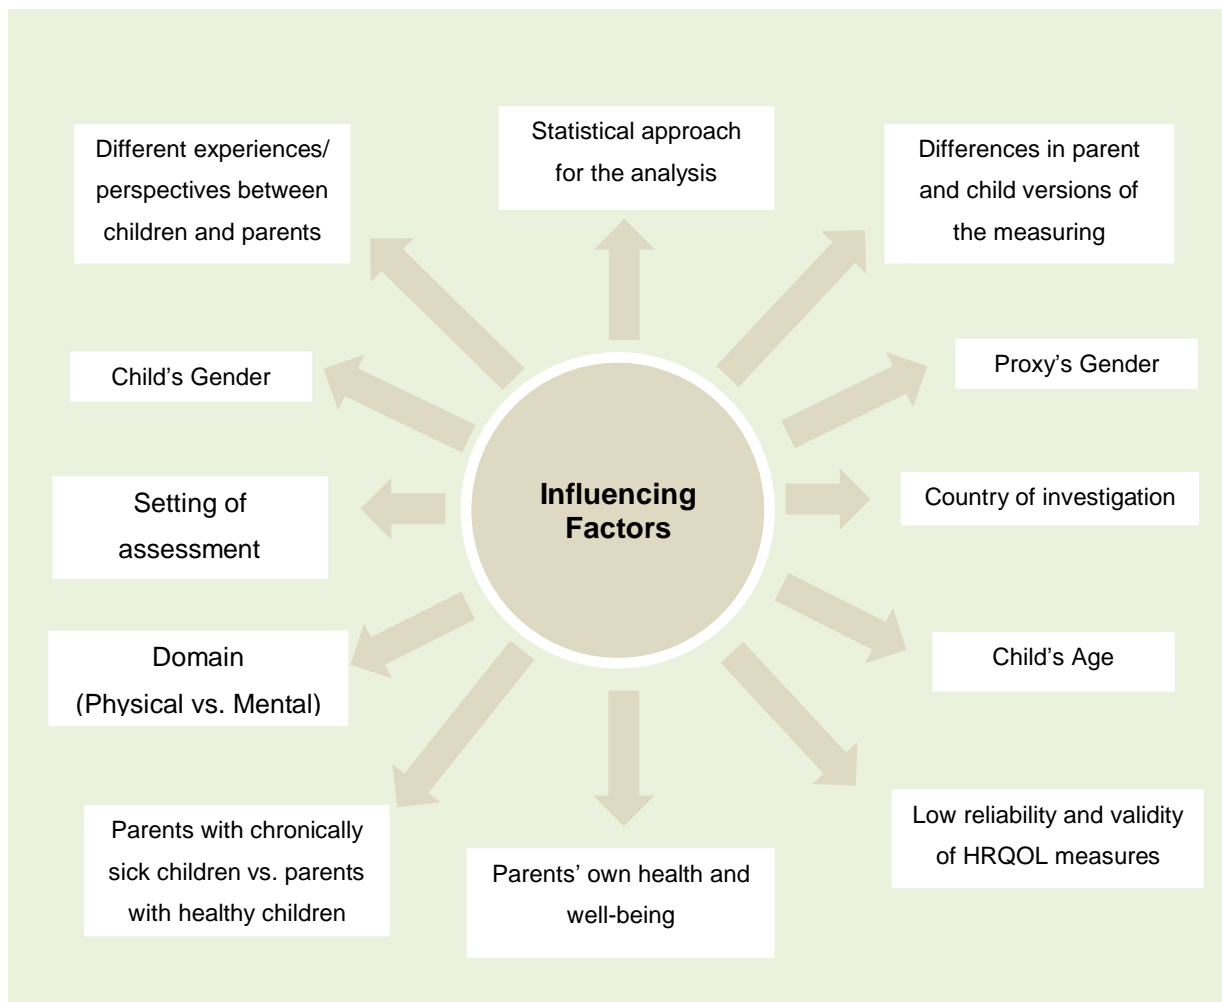 Statistical approach
for the analysis
Different experiences/
perspectives between
children and parents
Differences in parent
and child versions of
the measuring
Child’s Gender
Proxy’s Gender
Setting of
assessment
Influencing
Factors
Country of investigation
Domain
(Physical vs. Mental)
Child’s Age
Parents with chronically
sick children vs. parents
with healthy children
Parents’ own health and
well-being
Low reliability and validity
of HRQOL measures